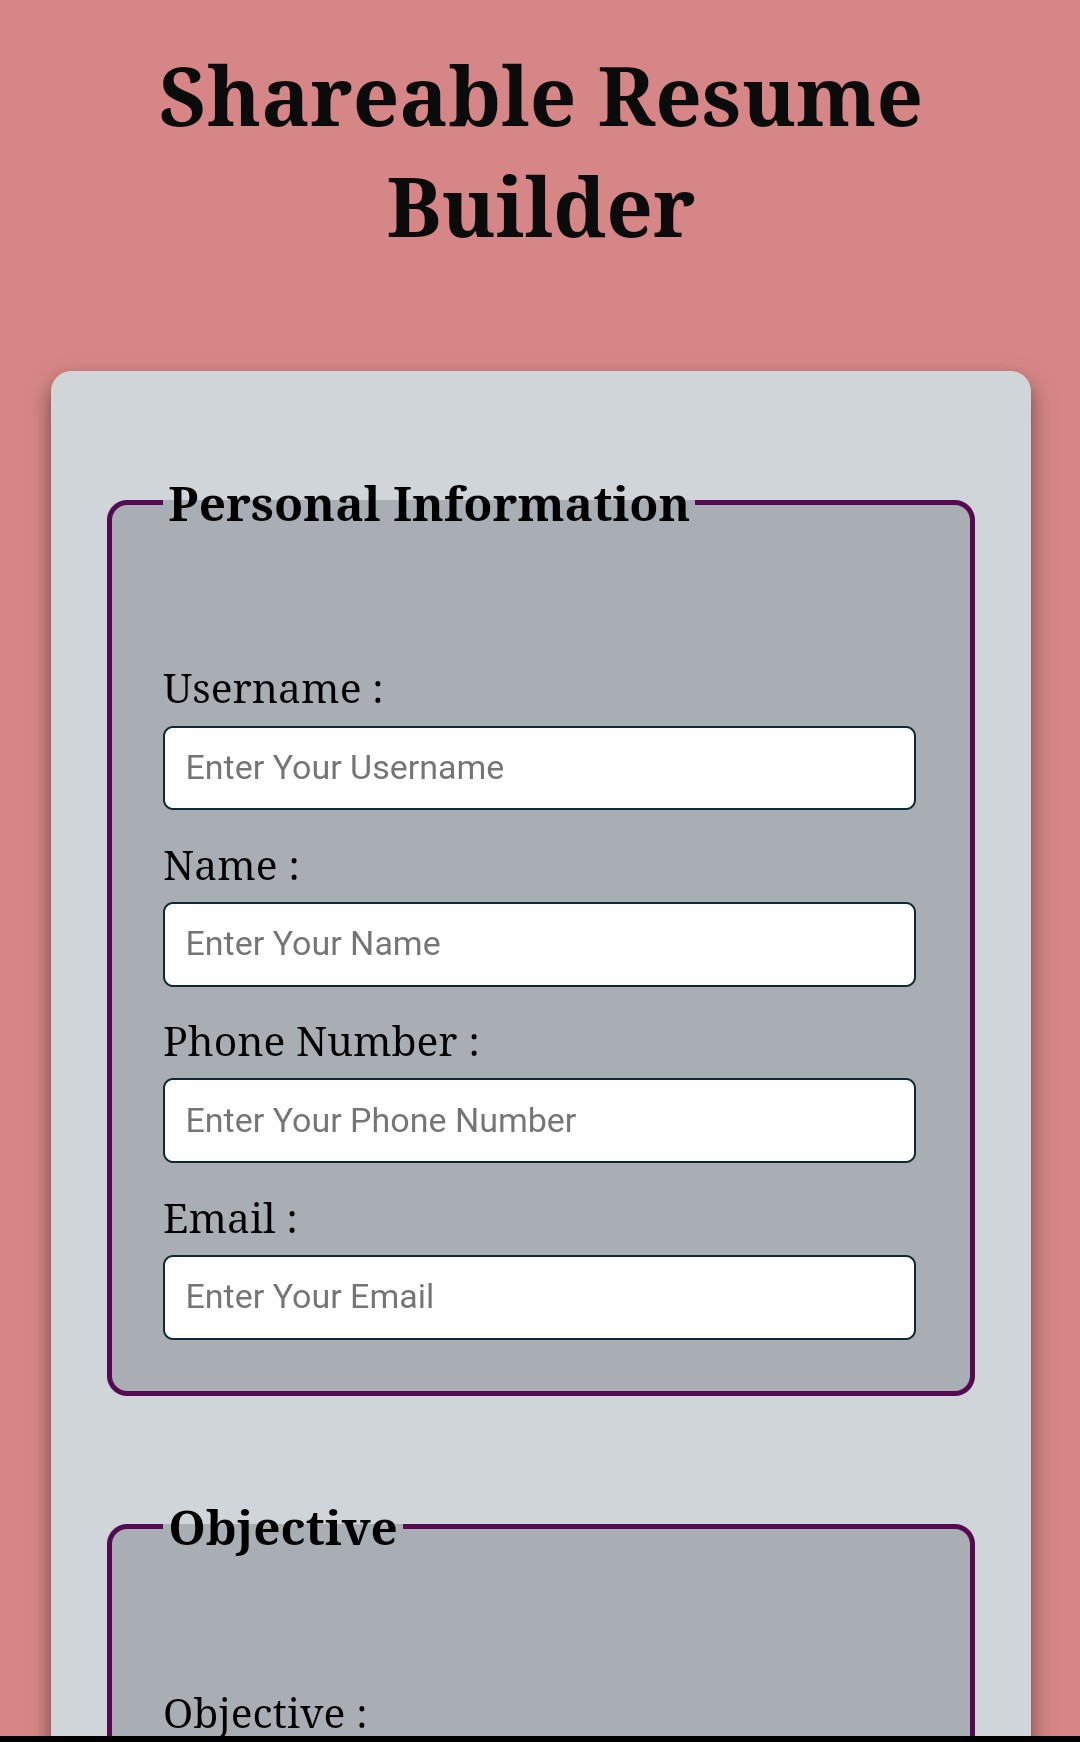 Shareable Resume
Builder
Personal Information
Username :
Enter Your Username
Name :
Enter Your Name
Phone Number :
Enter Your Phone Number
Email :
Enter Your Email
Objective
Objective :